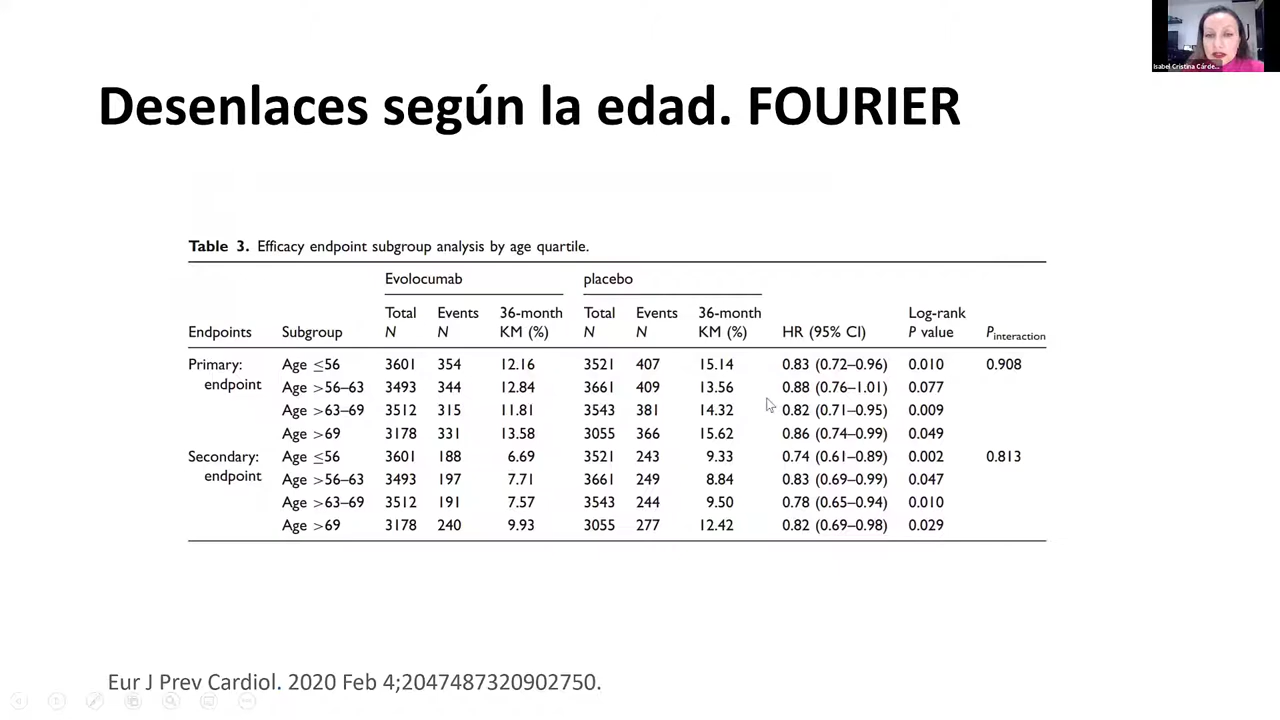 Isabel Cristina Cárde...
Desenlaces según la edad. FOURIER
Table 3. Efficacy endpoint subgroup analysis by age quartile.
Evolocumab placebo
Total Events 36-month Total Events 36-month Log-rank
Endpoints Subgroup N N KM (%) N N KM (%) HR (95% CI) P value Pinteraction
Primary: Age ≤56 3601 354 12.16 3521 407 15.14 0.83 (0.72–0.96) 0.010 0.908
endpoint Age >56–63 3493 344 12.84 3661 409 13.56 0.88 (0.76–1.01) 0.077
Age >63–69 3512 315 11.81 3543 381 14.32 0.82 (0.71–0.95) 0.009
Age >69 3178 331 13.58 3055 366 15.62 0.86 (0.74–0.99) 0.049
Secondary: Age ≤56 3601 188 6.69 3521 243 9.33 0.74 (0.61–0.89) 0.002 0.813
endpoint Age >56–63 3493 197 7.71 3661 249 8.84 0.83 (0.69–0.99) 0.047
Age >63–69 3512 191 7.57 3543 244 9.50 0.78 (0.65–0.94) 0.010
Age >69 3178 240 9.93 3055 277 12.42 0.82 (0.69–0.98) 0.029
Eur J Prev Cardiol. 2020 Feb 4;2047487320902750.